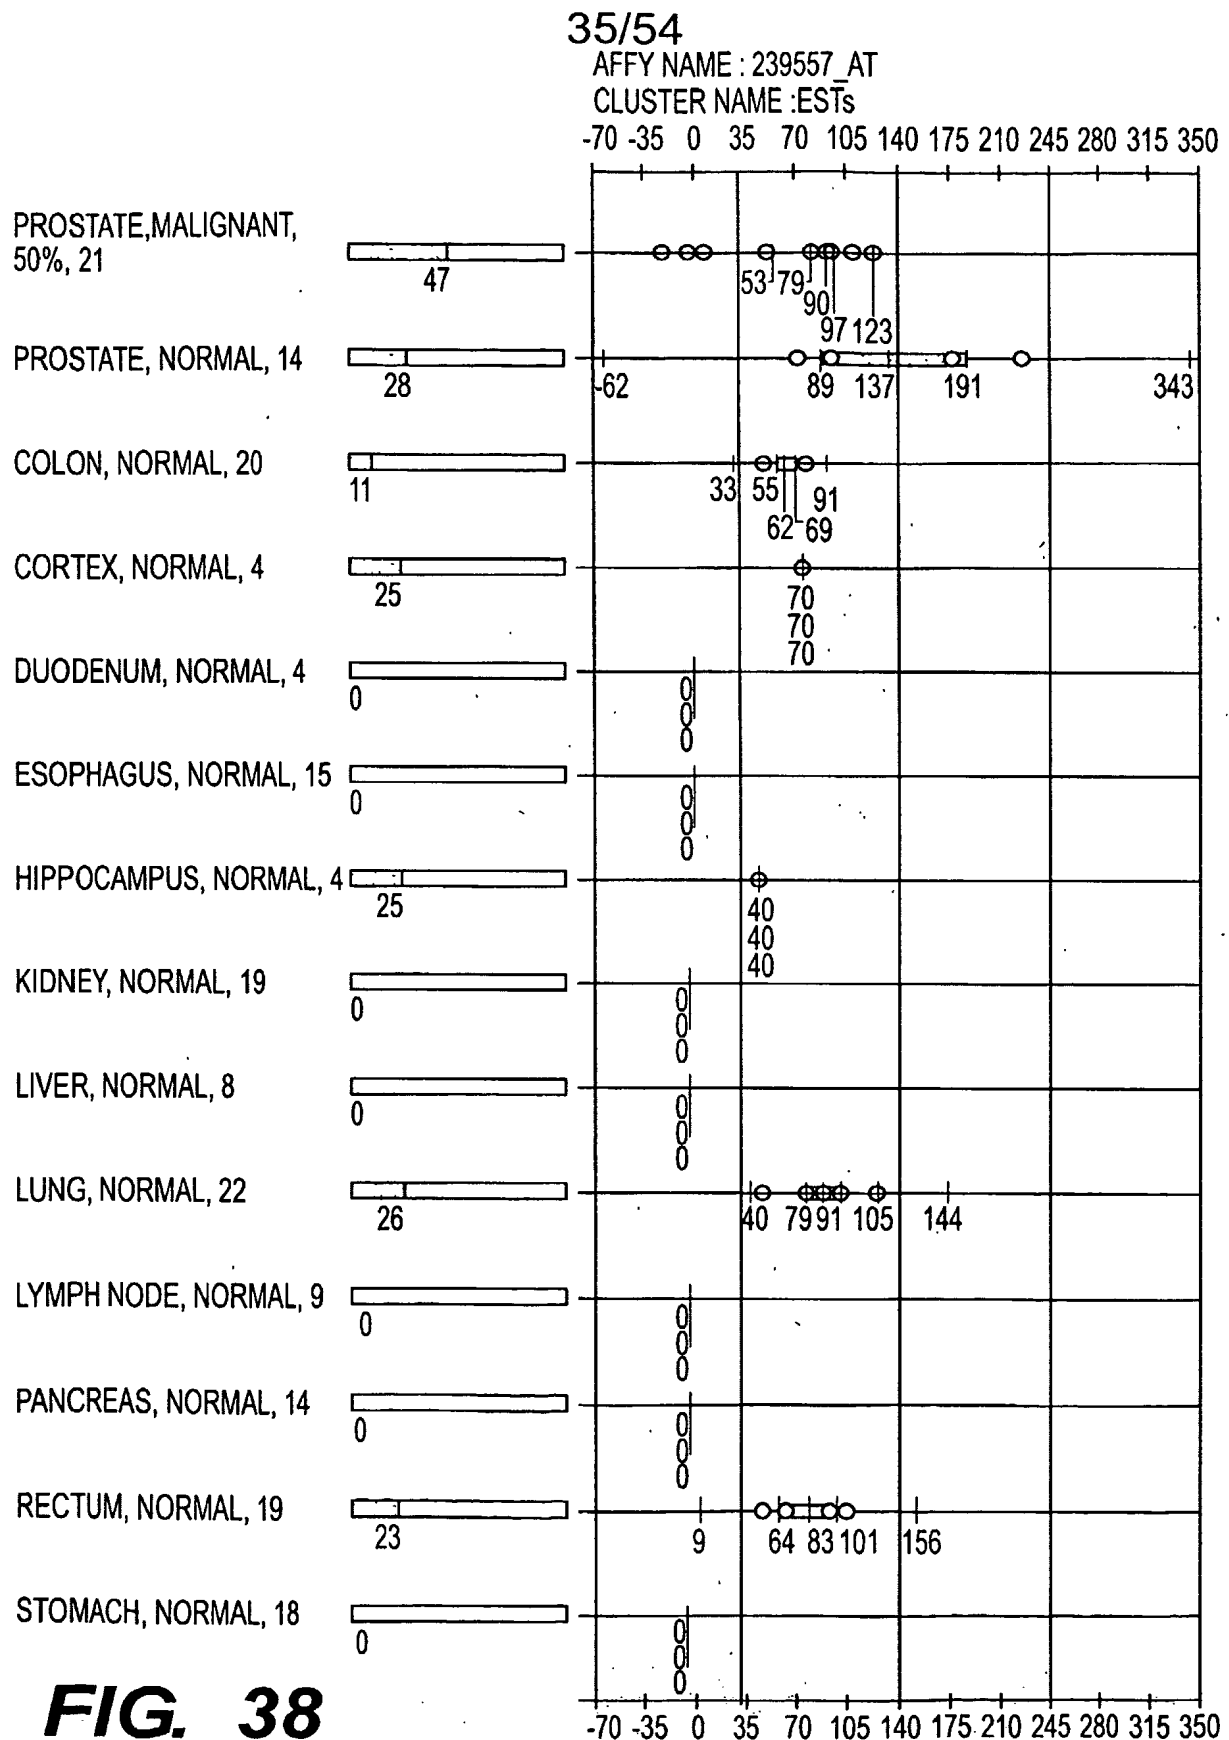 35/54
AFFY NAME : 239557_AT
CLUSTER NAME :ESTs
-70 -35 0 35 70 105 140 175 210 245 280 315 350
PROSTATE,MALIGNANT,
50%, 21
47
53 79
90
97 123
PROSTATE, NORMAL, 14
28
-62 89 137 191 343
COLON, NORMAL, 20
11
33 55 91
62 69
CORTEX, NORMAL, 4
25
70
70
70
DUODENUM, NORMAL, 4
0
0
0
0
ESOPHAGUS, NORMAL, 15
0
0
0
0
HIPPOCAMPUS, NORMAL, 4
25
40
40
40
KIDNEY, NORMAL, 19
0
0
0
0
LIVER, NORMAL, 8
0
0
0
0
LUNG, NORMAL, 22
26
40 79 91 105 144
LYMPH NODE, NORMAL, 9
0
0
0
0
PANCREAS, NORMAL, 14
0
0
0
0
RECTUM, NORMAL, 19
23
9 64 83 101 156
STOMACH, NORMAL, 18
0
0
0
0
FIG. 38
-70 -35 0 35 70 105 140 175 210 245 280 315 350